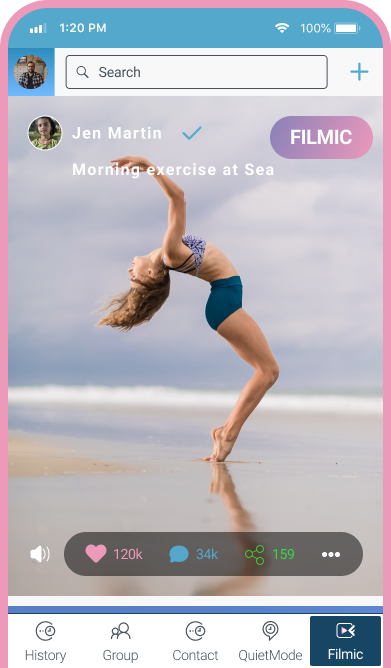 1:20 PM
100%
Search
Jen Martin
FILMIC
Morning exercise at Sea
120k
34k
159
History
Group
Contact
QuietMode
Filmic